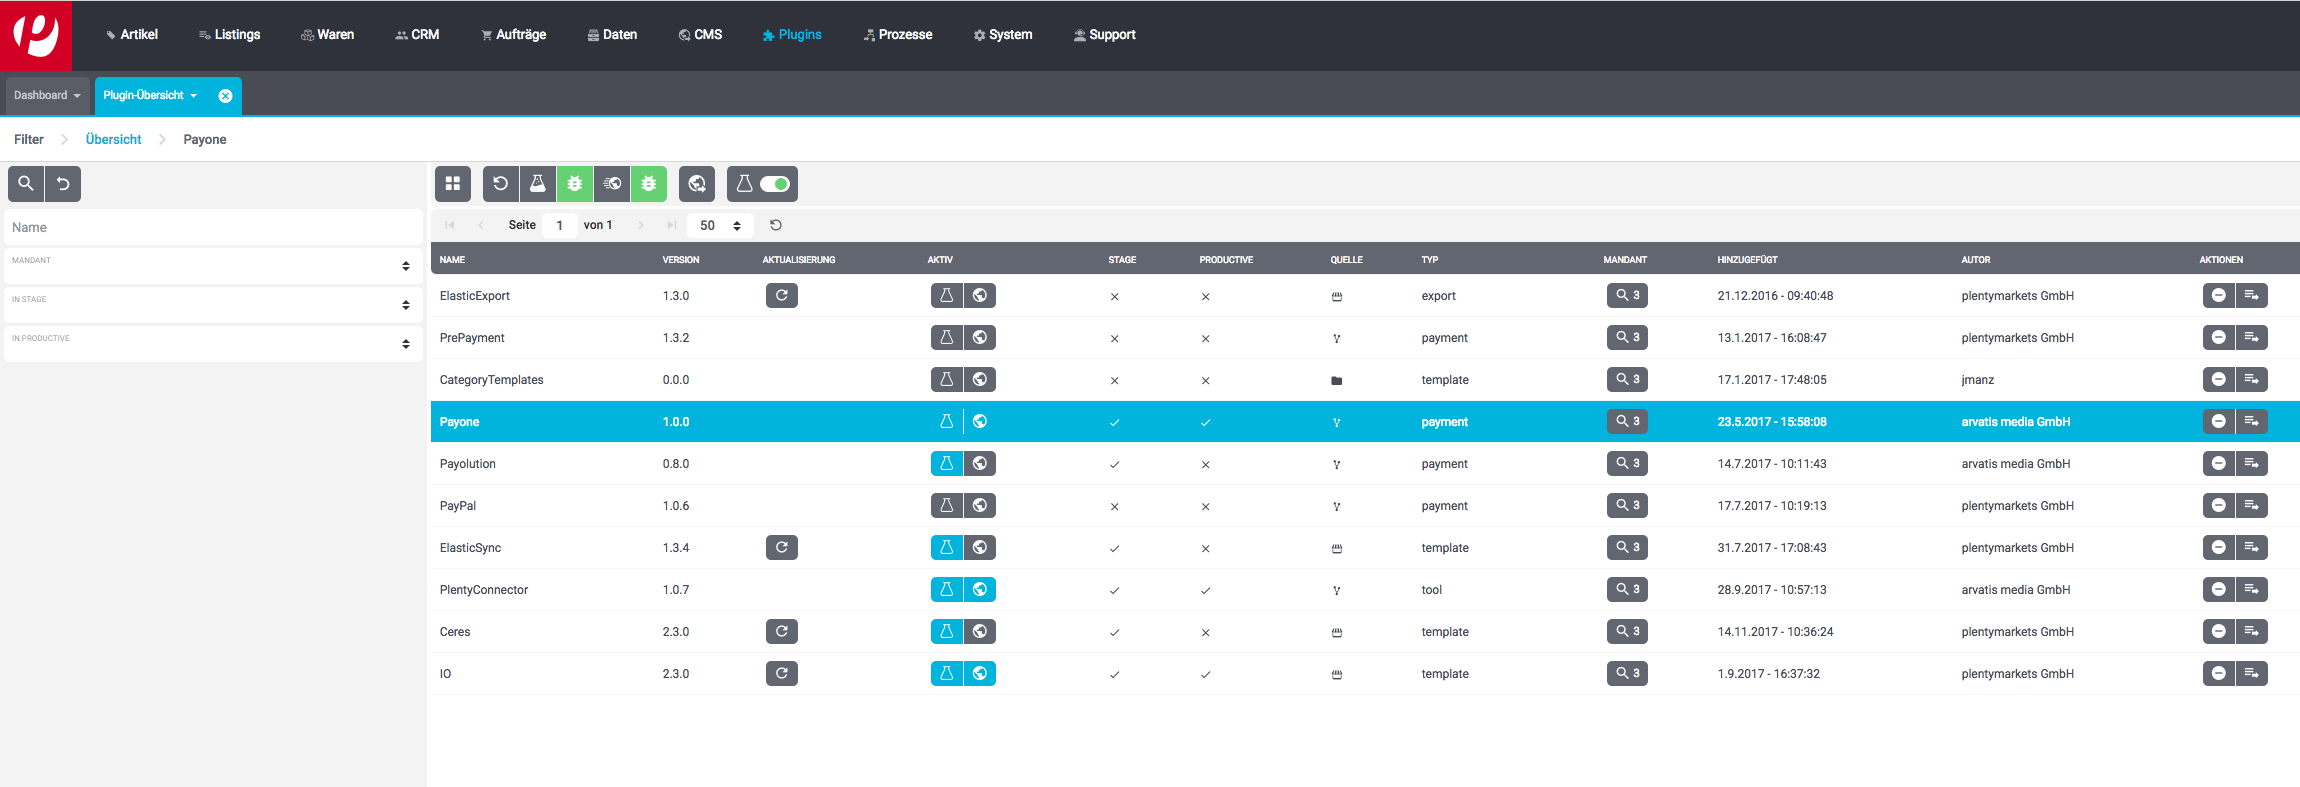 Artikel Listings Waren CRM Aufträge Daten CMS Plugins Prozesse System Support
Dashboard Plugin-Übersicht
Filter Übersicht Payone
Name
MANDANT
IN STAGE
IN PRODUCTIVE
Seite 1 von 1 50
NAME VERSION AKTUALISIERUNG AKTIV STAGE PRODUCTIVE QUELLE TYP MANDANT HINZUGEFÜGT AUTOR AKTIONEN
ElasticExport 1.3.0 export 3 21.12.2016 - 09:40:48 plentymarkets GmbH
PrePayment 1.3.2 payment 3 13.1.2017 - 16:08:47 plentymarkets GmbH
CategoryTemplates 0.0.0 template 3 17.1.2017 - 17:48:05 jmanz
Payone 1.0.0 payment 3 23.5.2017 - 15:58:08 arvatis media GmbH
Payolution 0.8.0 payment 3 14.7.2017 - 10:11:43 arvatis media GmbH
PayPal 1.0.6 payment 3 17.7.2017 - 10:19:13 plentymarkets GmbH
ElasticSync 1.3.4 template 3 31.7.2017 - 17:08:43 plentymarkets GmbH
PlentyConnector 1.0.7 tool 3 28.9.2017 - 10:57:13 arvatis media GmbH
Ceres 2.3.0 template 3 14.11.2017 - 10:36:24 plentymarkets GmbH
IO 2.3.0 template 3 1.9.2017 - 16:37:32 plentymarkets GmbH